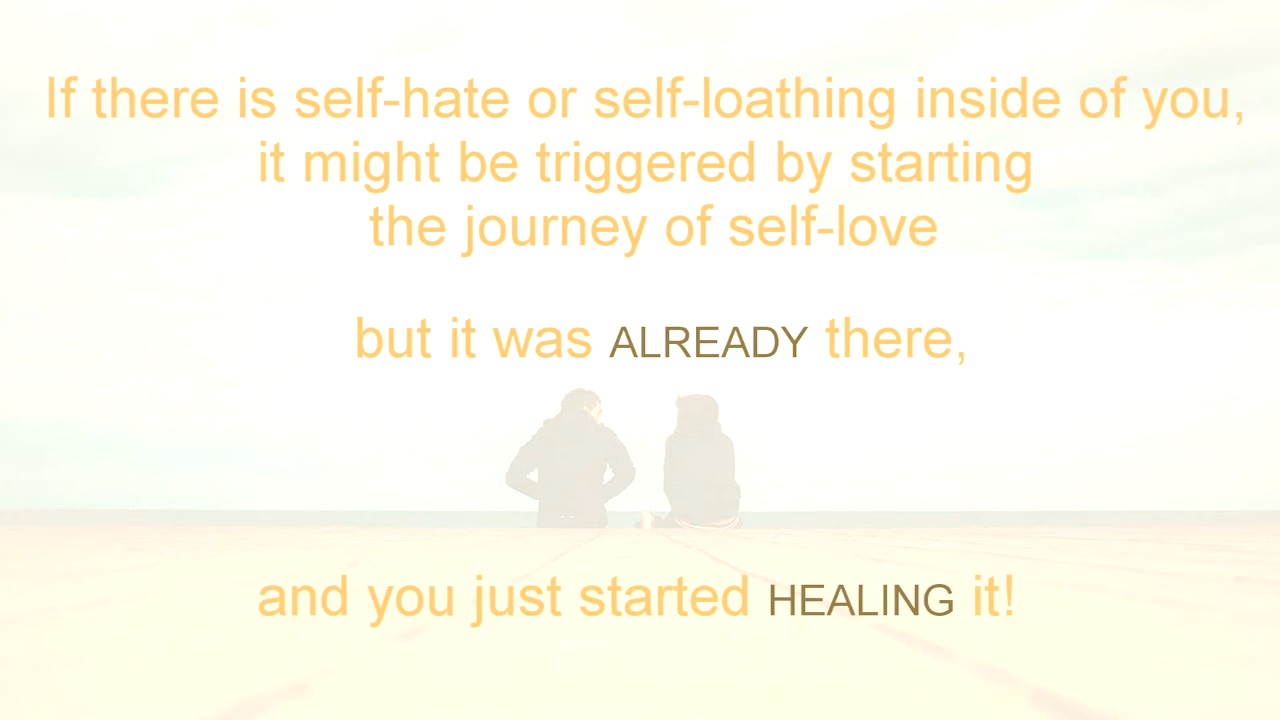 If there is self-hate or self-loathing inside of you,
it might be triggered by starting
the journey of self-love
but it was ALREADY there,
and you just started HEALING it!